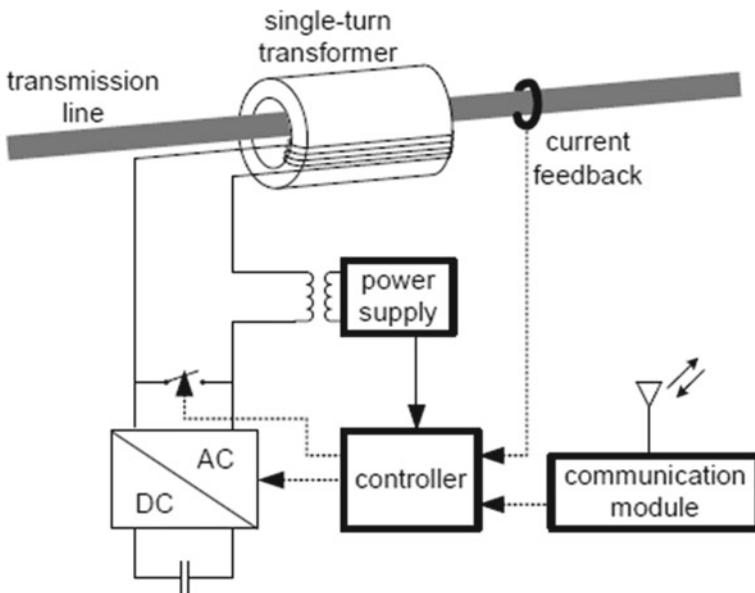 single-turn
transformer
transmission
line
current
feedback
power
supply
AC
DC
controller
communication
module